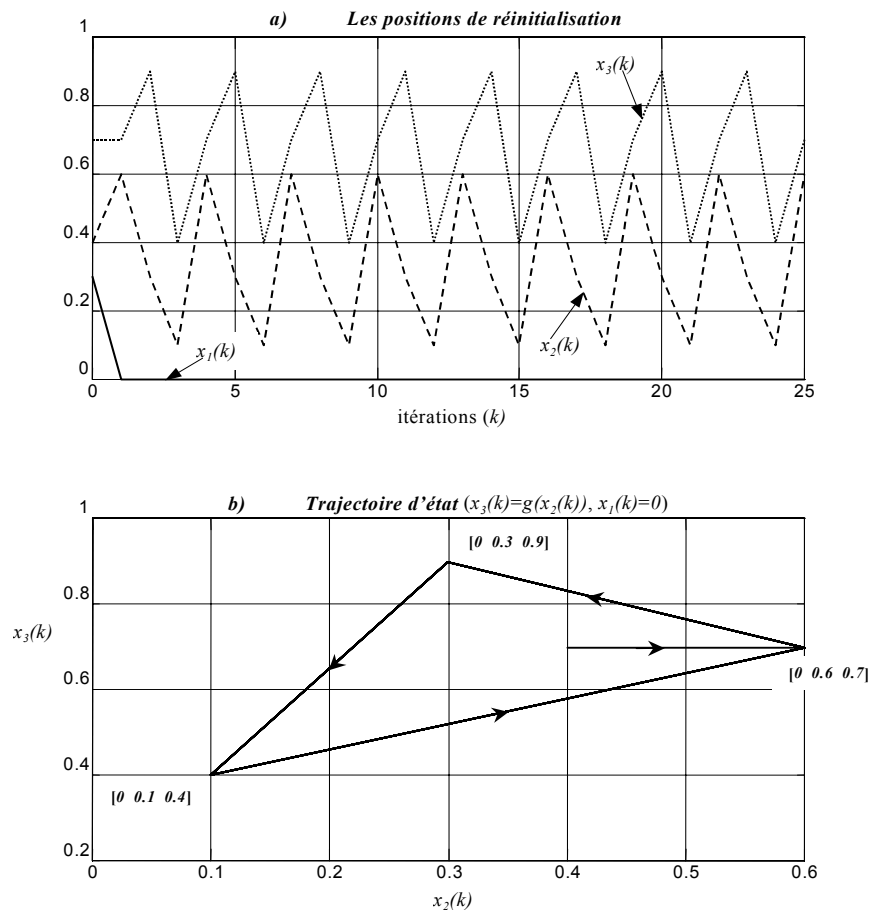 a) Les positions de réinitialisation
1
0.8
0.6
0.4
0.2
0
x3(k)
x1(k)
x2(k)
0 5 10 15 20 25
itérations (k)
b) Trajectoire d'état (x3(k)=g(x2(k)), x1(k)=0)
1
0.8
0.6
0.4
0.2
x3(k)
[0 0.3 0.9]
[0 0.6 0.7]
[0 0.1 0.4]
0 0.1 0.2 0.3 0.4 0.5 0.6
x2(k)